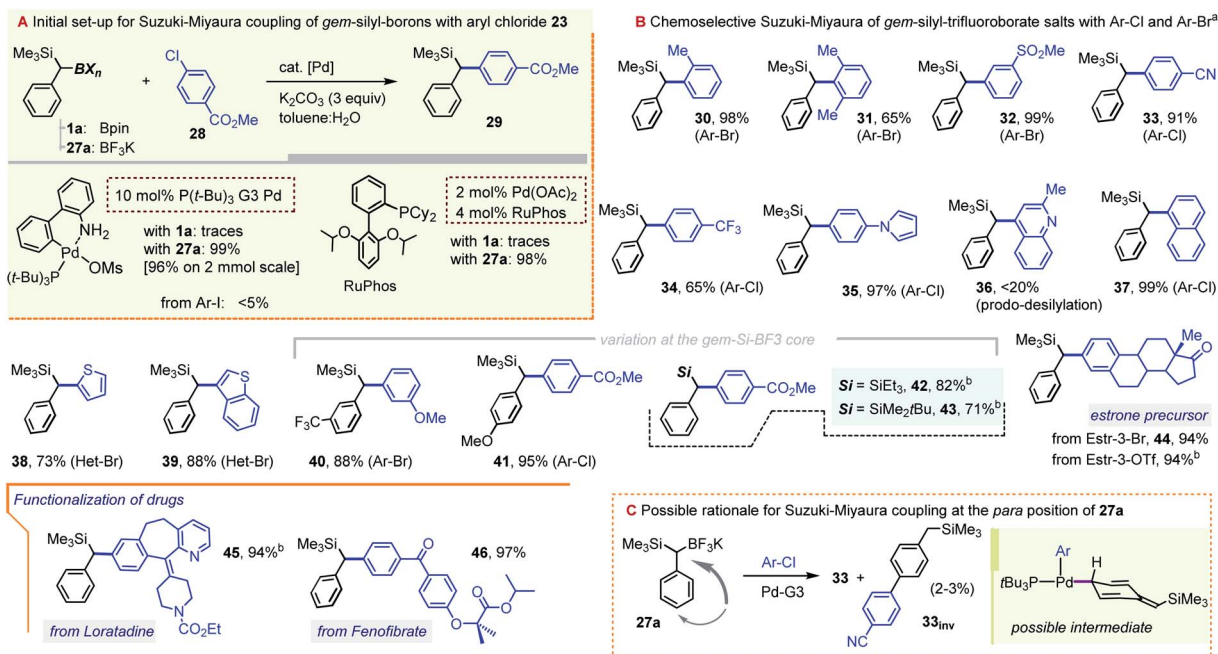 A Initial set-up for Suzuki-Miyaura coupling of gem-silyl-borons with aryl chloride 23
Me₃Si
BXₙ
+
Cl
CO₂Me
28
cat. [Pd]
K₂CO₃ (3 equiv)
toluene:H₂O
Me₃Si
CO₂Me
29
1a: Bpin
27a: BF₃K
10 mol% P(t-Bu)₃ G3 Pd
NH₂
Pd
OMs
(t-Bu)₃P
with 1a: traces
with 27a: 99%
[96% on 2 mmol scale]
from Ar-I: <5%
PCy₂
O
O
RuPhos
2 mol% Pd(OAc)₂
4 mol% RuPhos
with 1a: traces
with 27a: 98%
B Chemoselective Suzuki-Miyaura of gem-silyl-trifluoroborate salts with Ar-Cl and Ar-Brᵃ
Me₃Si
Me
30, 98%
(Ar-Br)
Me₃Si
Me
Me
31, 65%
(Ar-Br)
Me₃Si
SO₂Me
32, 99%
(Ar-Br)
Me₃Si
CN
33, 91%
(Ar-Cl)
Me₃Si
CF₃
34, 65% (Ar-Cl)
Me₃Si
N
35, 97% (Ar-Cl)
Me₃Si
Me
N
36, <20%
(prodo-desilylation)
Me₃Si
37, 99% (Ar-Cl)
variation at the gem-Si-BF3 core
Me₃Si
S
38, 73% (Het-Br)
Me₃Si
S
39, 88% (Het-Br)
Me₃Si
F₃C
OMe
40, 88% (Ar-Br)
Me₃Si
CO₂Me
MeO
41, 95% (Ar-Cl)
Si
CO₂Me
Si = SiEt₃, 42, 82%ᵇ
Si = SiMe₂tBu, 43, 71%ᵇ
Me₃Si
Me
O
estrone precursor
from Estr-3-Br, 44, 94%
from Estr-3-OTf, 94%ᵇ
Functionalization of drugs
Me₃Si
N
N
CO₂Et
45, 94%ᵇ
from Loratadine
Me₃Si
O
O
O
O
46, 97%
from Fenofibrate
C Possible rationale for Suzuki-Miyaura coupling at the para position of 27a
Me₃Si
BF₃K
27a
Ar-Cl
Pd-G3
33 +
SiMe₃
NC
(2-3%)
33inv
Ar
H
tBu₃P
Pd
SiMe₃
possible intermediate